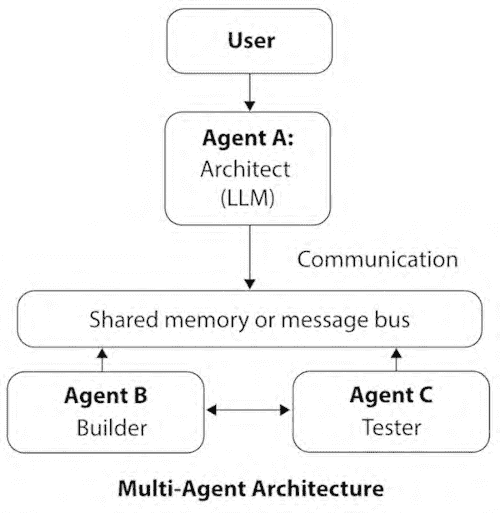 User
Agent A:
Architect
(LLM)
Communication
Shared memory or message bus
Agent B
Builder
Agent C
Tester
Multi-Agent Architecture